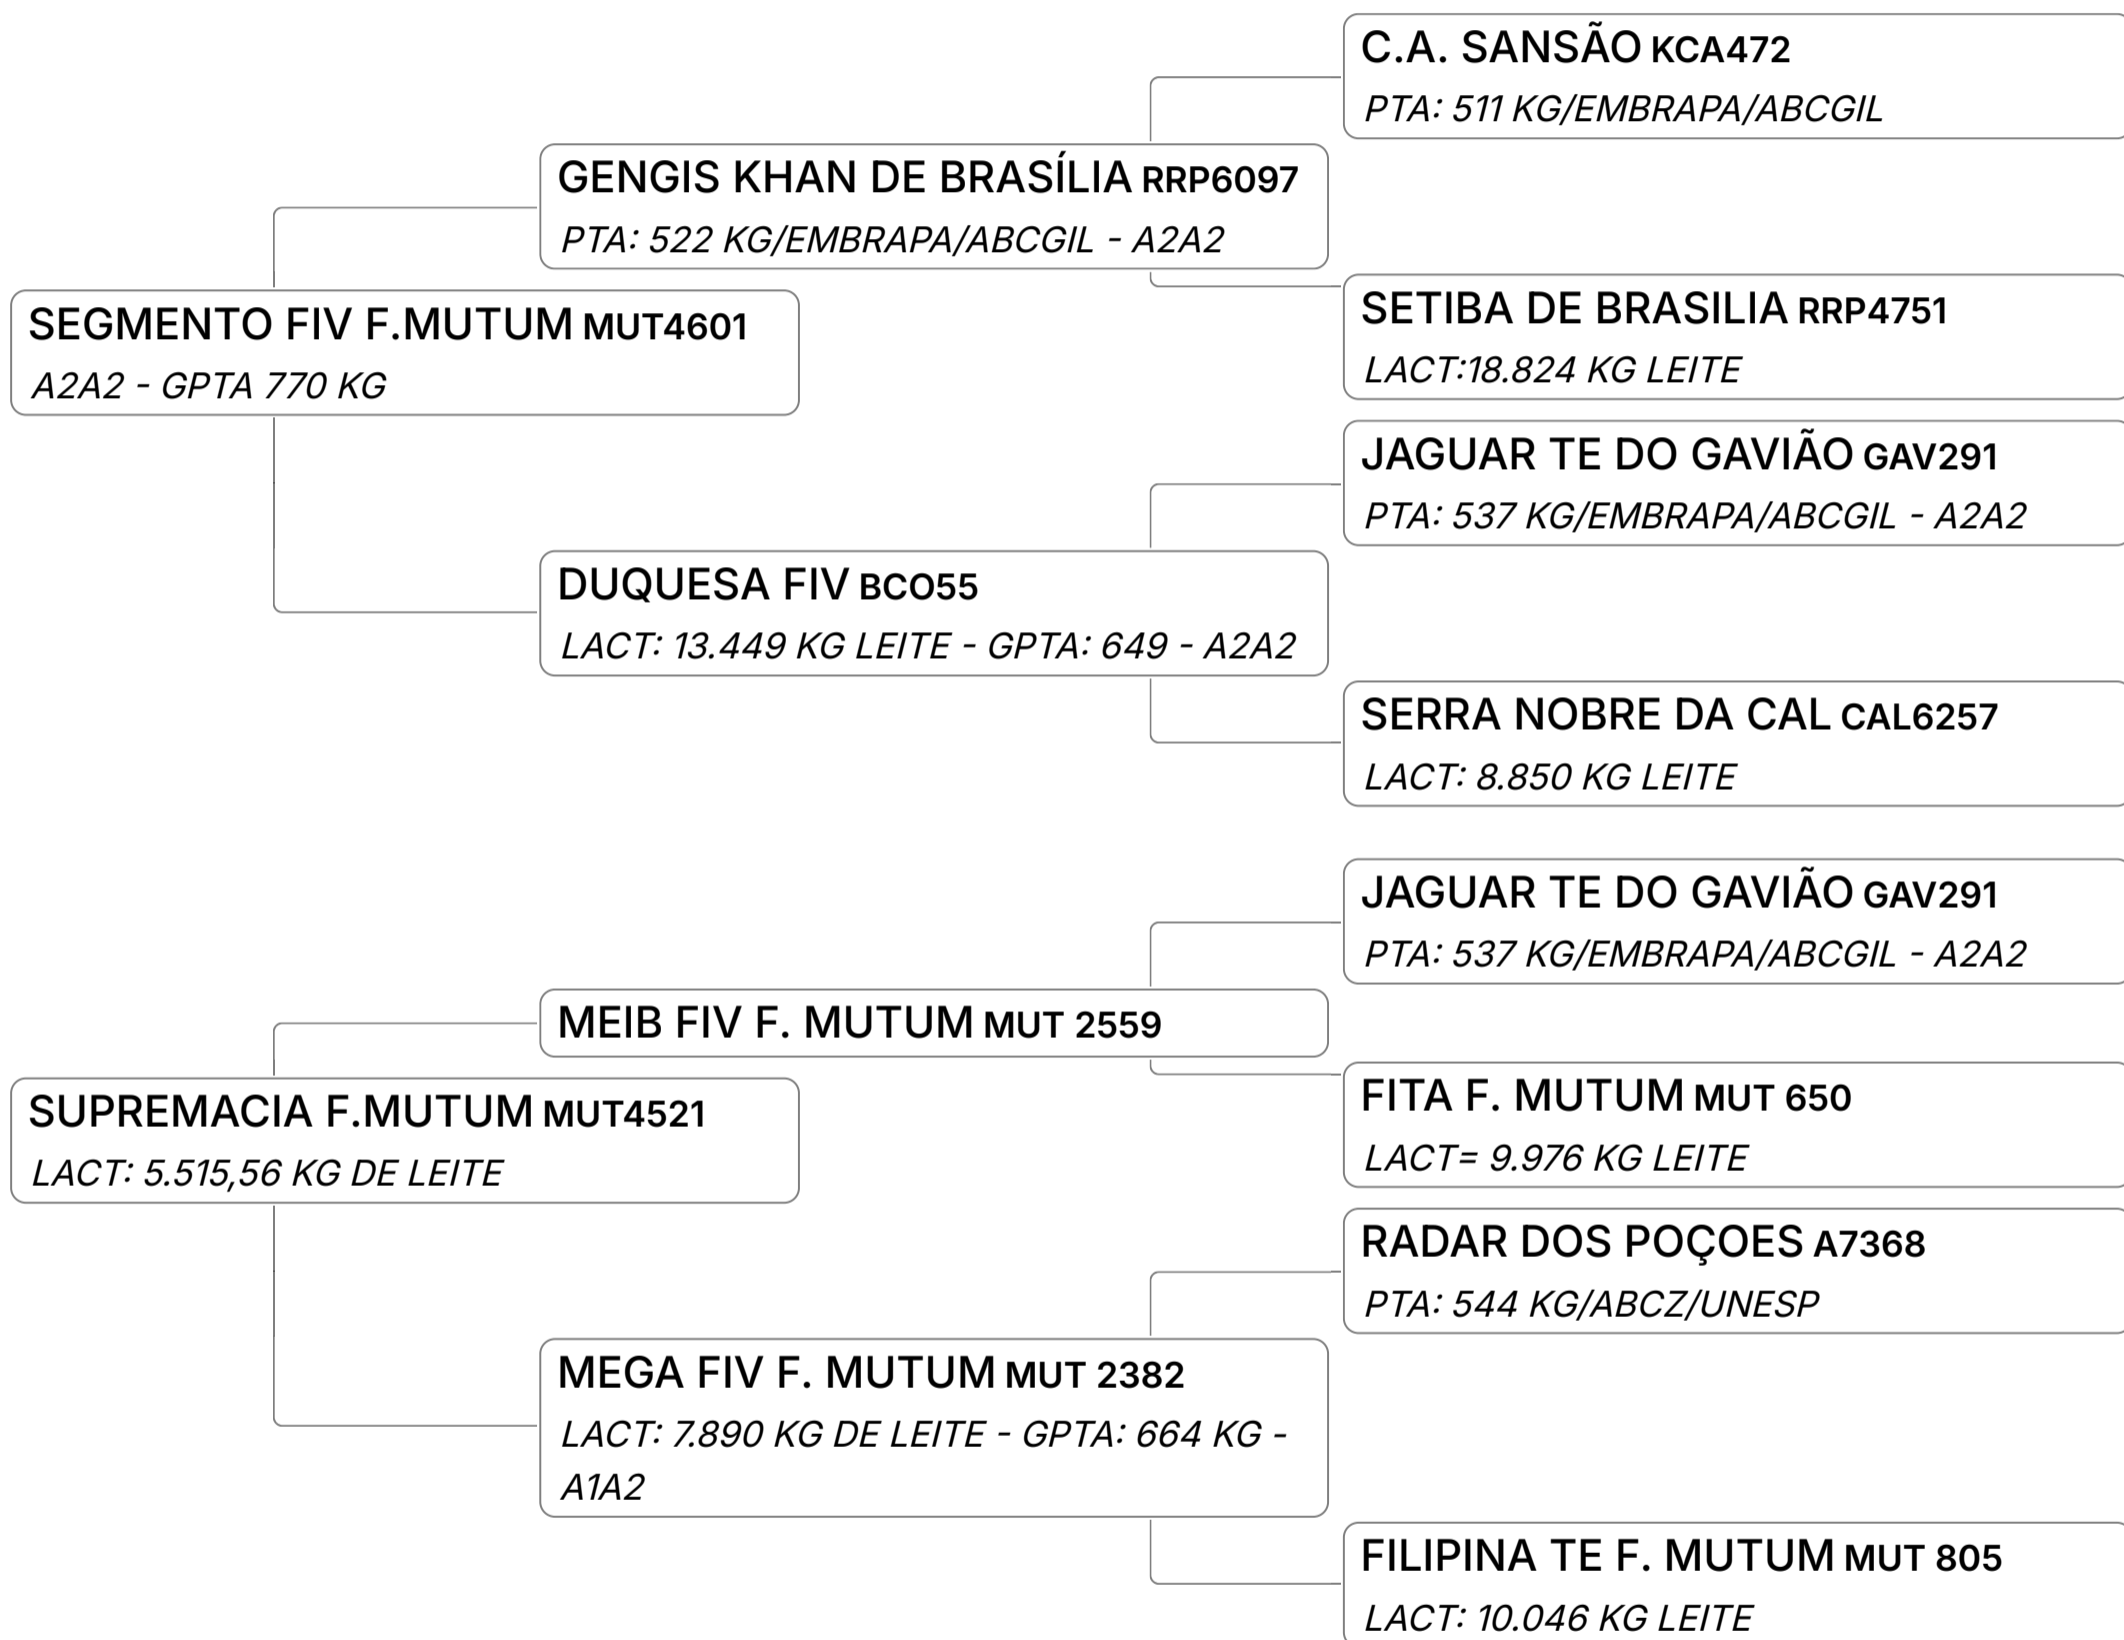 C.A. SANSÃO KCA472
PTA: 511 KG/EMBRAPA/ABCGIL
GENGIS KHAN DE BRASÍLIA RRP6097
PTA: 522 KG/EMBRAPA/ABCGIL - A2A2
SETIBA DE BRASILIA RRP4751
LACT:18.824 KG LEITE
SEGMENTO FIV F.MUTUM MUT4601
A2A2 - GPTA 770 KG
JAGUAR TE DO GAVIÃO GAV291
PTA: 537 KG/EMBRAPA/ABCGIL - A2A2
DUQUESA FIV BCO55
LACT: 13.449 KG LEITE - GPTA: 649 - A2A2
SERRA NOBRE DA CAL CAL6257
LACT: 8.850 KG LEITE
JAGUAR TE DO GAVIÃO GAV291
PTA: 537 KG/EMBRAPA/ABCGIL - A2A2
MEIB FIV F. MUTUM MUT 2559
FITA F. MUTUM MUT 650
LACT= 9.976 KG LEITE
SUPREMACIA F.MUTUM MUT4521
LACT: 5.515,56 KG DE LEITE
RADAR DOS POÇOES A7368
PTA: 544 KG/ABCZ/UNESP
MEGA FIV F. MUTUM MUT 2382
LACT: 7.890 KG DE LEITE - GPTA: 664 KG -
A1A2
FILIPINA TE F. MUTUM MUT 805
LACT: 10.046 KG LEITE